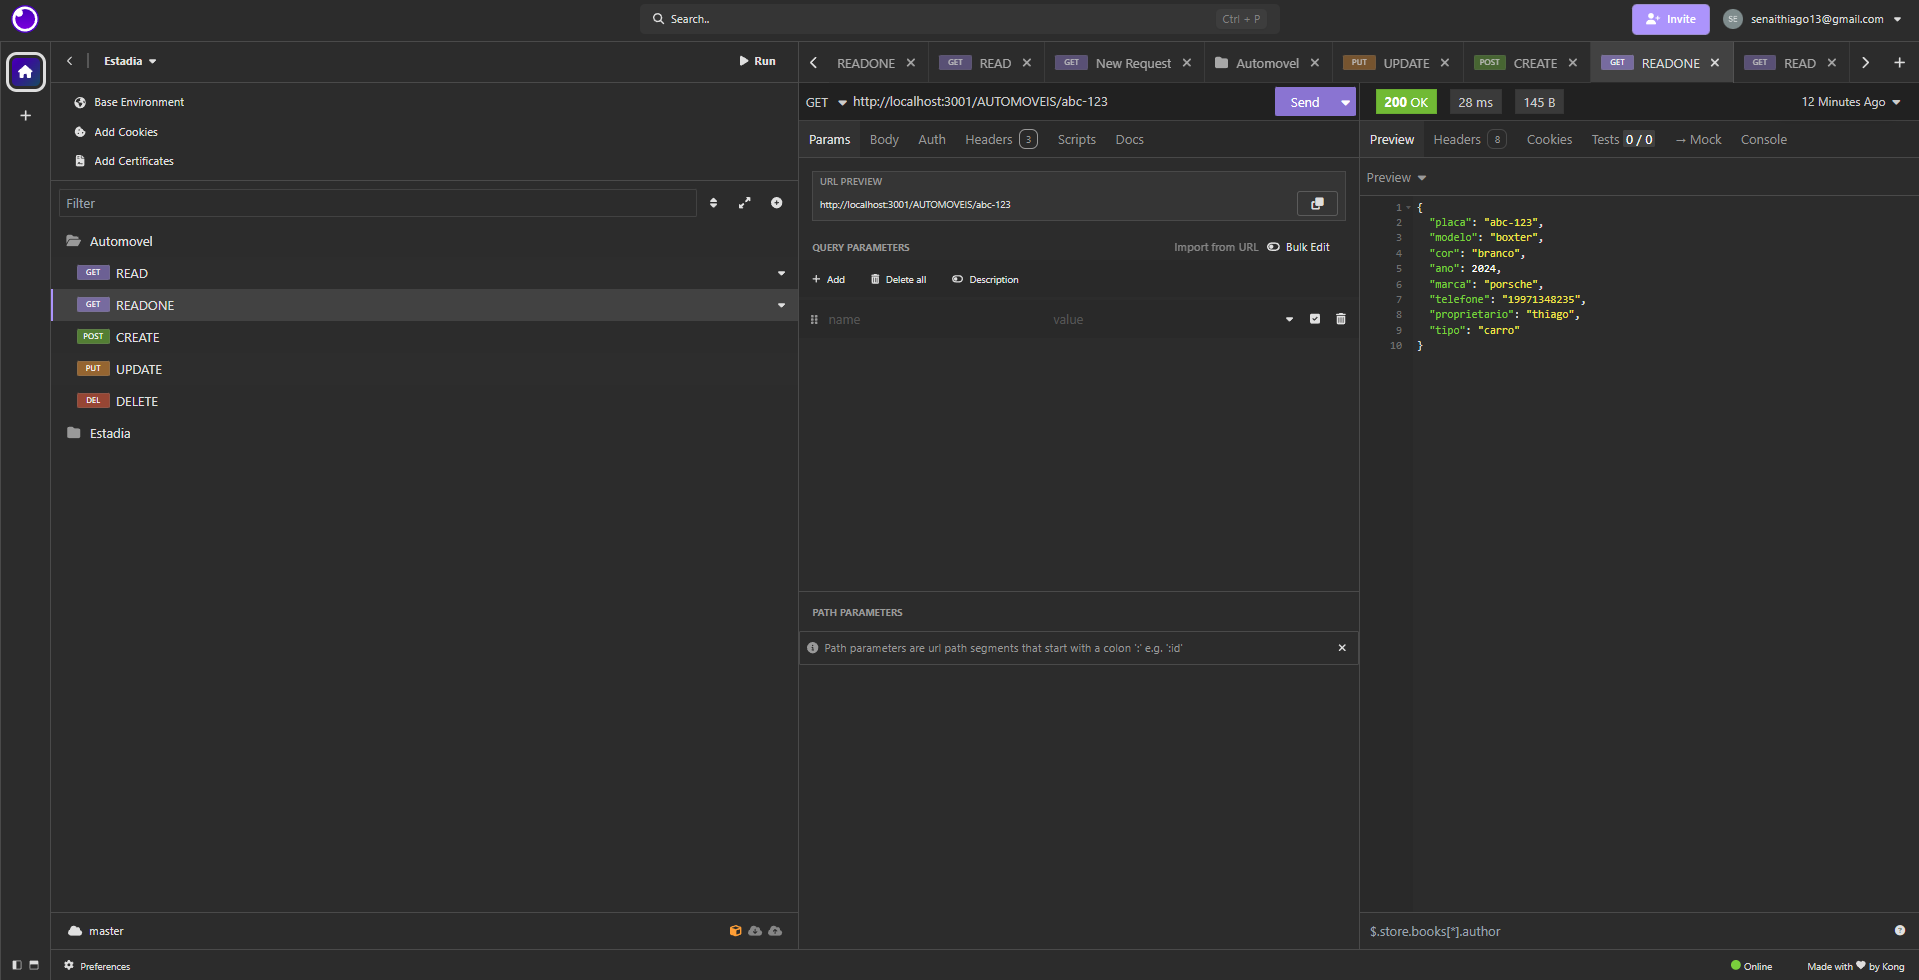 Search..
Ctrl + P
Invite
SE
senaithiago13@gmail.com
Estadia
Run
READONE
GET READ
GET New Request
Automovel
PUT UPDATE
POST CREATE
GET READONE
GET READ
Base Environment
Add Cookies
Add Certificates
Filter
Automovel
GET READ
GET READONE
POST CREATE
PUT UPDATE
DEL DELETE
Estadia
master
Preferences
GET http://localhost:3001/AUTOMOVEIS/abc-123
Send
Params Body Auth Headers 3 Scripts Docs
URL PREVIEW
http://localhost:3001/AUTOMOVEIS/abc-123
QUERY PARAMETERS
Import from URL Bulk Edit
+ Add Delete all Description
name value
PATH PARAMETERS
Path parameters are url path segments that start with a colon ':' e.g. ':id'
200 OK 28 ms 145 B 12 Minutes Ago
Preview Headers 8 Cookies Tests 0 / 0 → Mock Console
Preview
1 {
2 "placa": "abc-123",
3 "modelo": "boxter",
4 "cor": "branco",
5 "ano": 2024,
6 "marca": "porsche",
7 "telefone": "19971348235",
8 "proprietario": "thiago",
9 "tipo": "carro"
10 }
$.store.books[*].author
Online
Made with ♥ by Kong